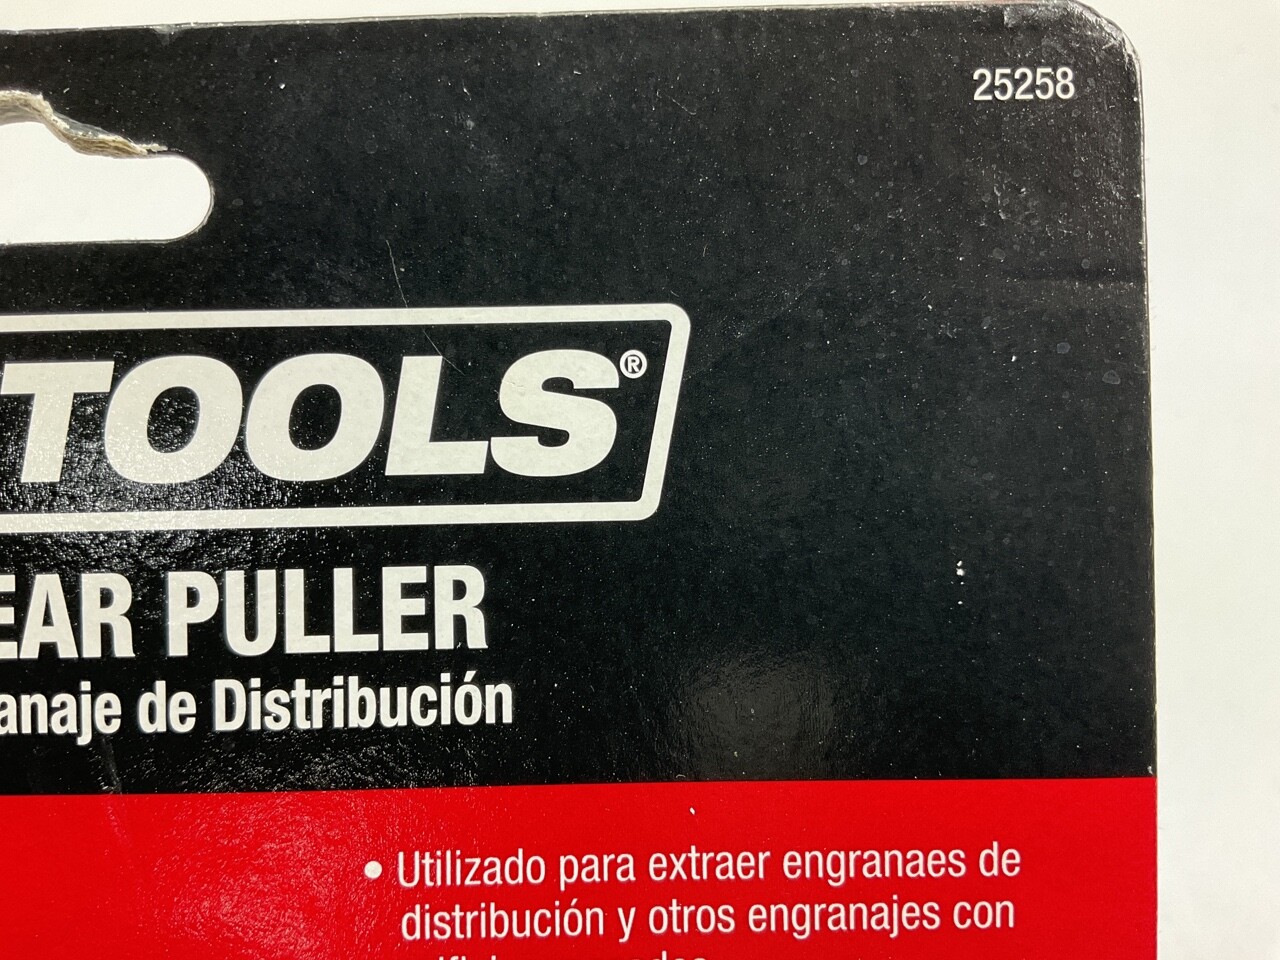 25258
TOOLS®
EAR PULLER
anaje de Distribución
• Utilizado para extraer engranaes de
distribución y otros engranajes con